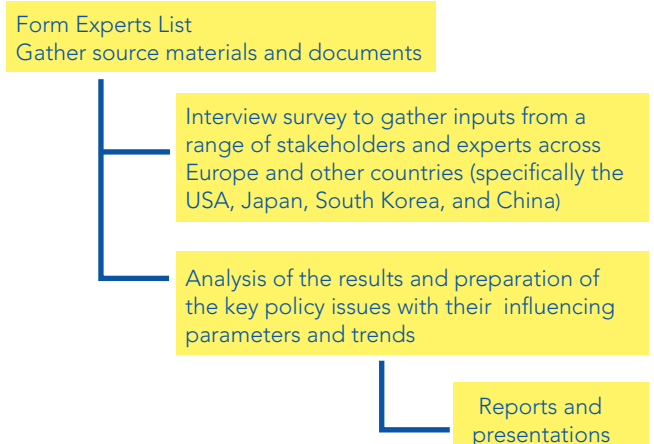 Form Experts List
Gather source materials and documents
Interview survey to gather inputs from a
range of stakeholders and experts across
Europe and other countries (specifically the
USA, Japan, South Korea, and China)
Analysis of the results and preparation of
the key policy issues with their influencing
parameters and trends
Reports and
presentations